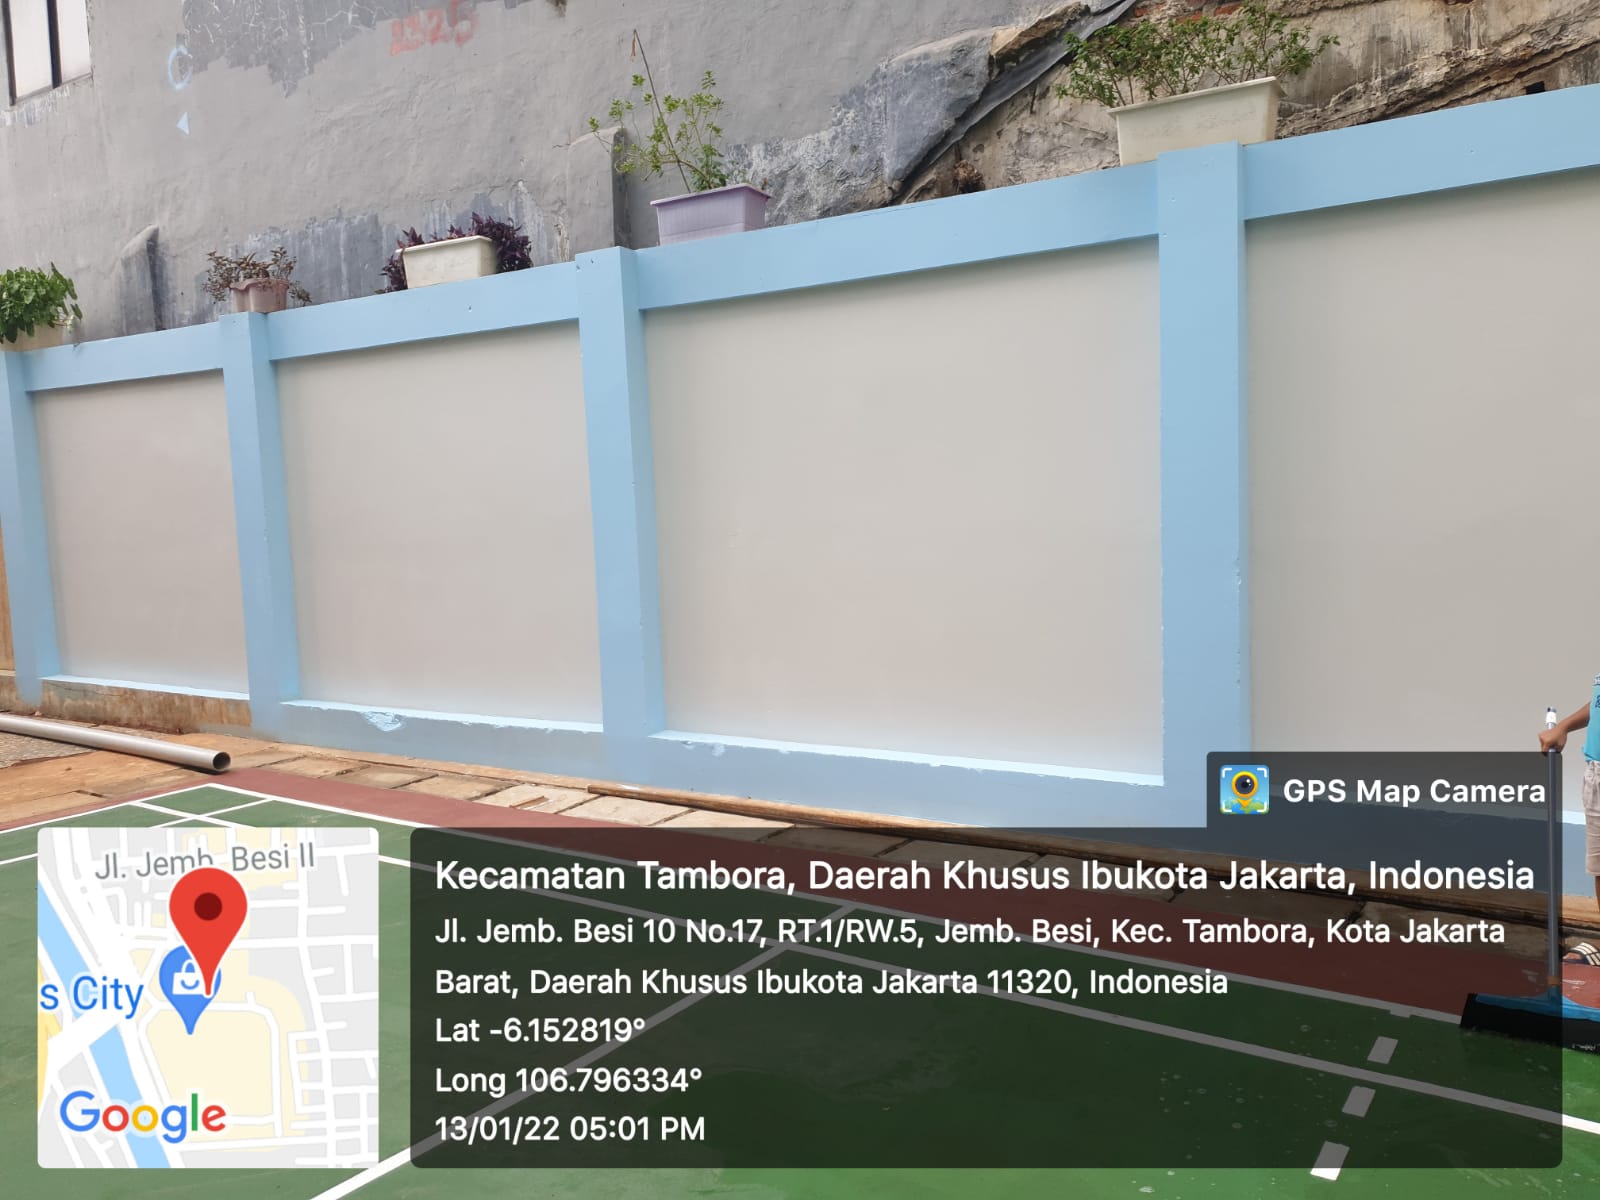 1325
GPS Map Camera
Jl. Jemb. Besi II
s City
Google
Kecamatan Tambora, Daerah Khusus Ibukota Jakarta, Indonesia
Jl. Jemb. Besi 10 No.17, RT.1/RW.5, Jemb. Besi, Kec. Tambora, Kota Jakarta
Barat, Daerah Khusus Ibukota Jakarta 11320, Indonesia
Lat -6.152819°
Long 106.796334°
13/01/22 05:01 PM